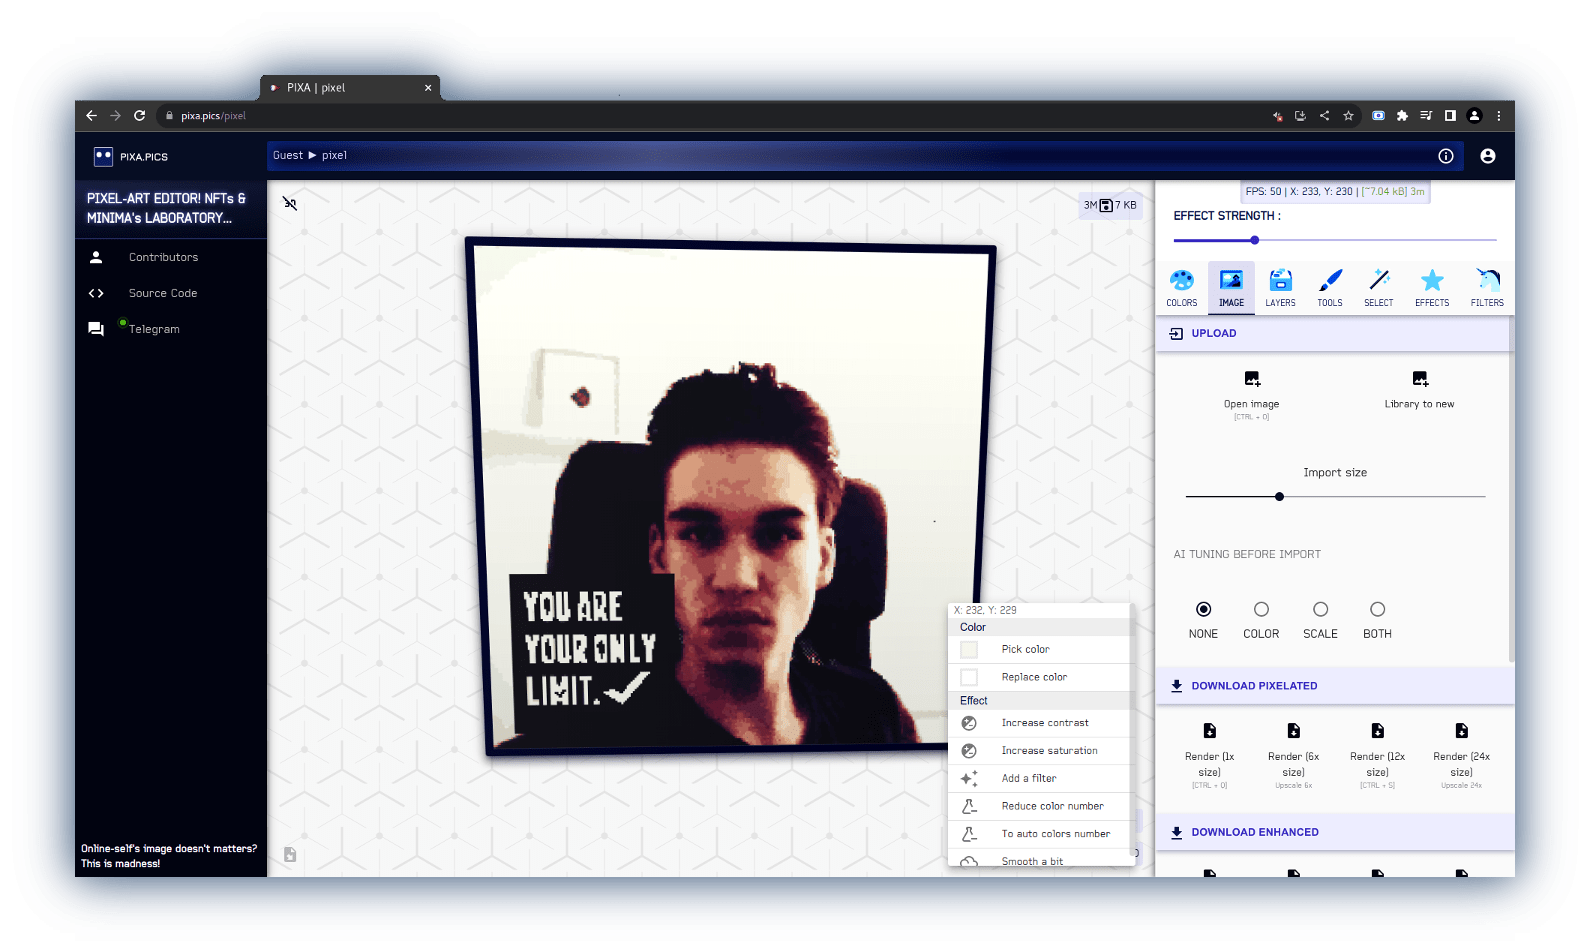 PIXA | pixel
pixa.pics/pixel
PIXA.PICS
Guest ► pixel
PIXEL-ART EDITOR! NFTs &
MINIMA's LABORATORY...
Contributors
Source Code
Telegram
Online-self's image doesn't matters?
This is madness!
3M 7 KB
YOU ARE
YOUR ONLY
LIMIT.
X: 232, Y: 229
Color
Pick color
Replace color
Effect
Increase contrast
Increase saturation
Add a filter
Reduce color number
To auto colors number
Smooth a bit
FPS: 50 | X: 233, Y: 230 | [~7.04 kB] 3m
EFFECT STRENGTH :
COLORS IMAGE LAYERS TOOLS SELECT EFFECTS FILTERS
UPLOAD
Open image Library to new
[CTRL + O]
Import size
AI TUNING BEFORE IMPORT
NONE COLOR SCALE BOTH
DOWNLOAD PIXELATED
Render (1x Render (6x Render (12x Render (24x
size) size) size) size)
[CTRL + Q] Upscale 6x [CTRL + S] Upscale 24x
DOWNLOAD ENHANCED